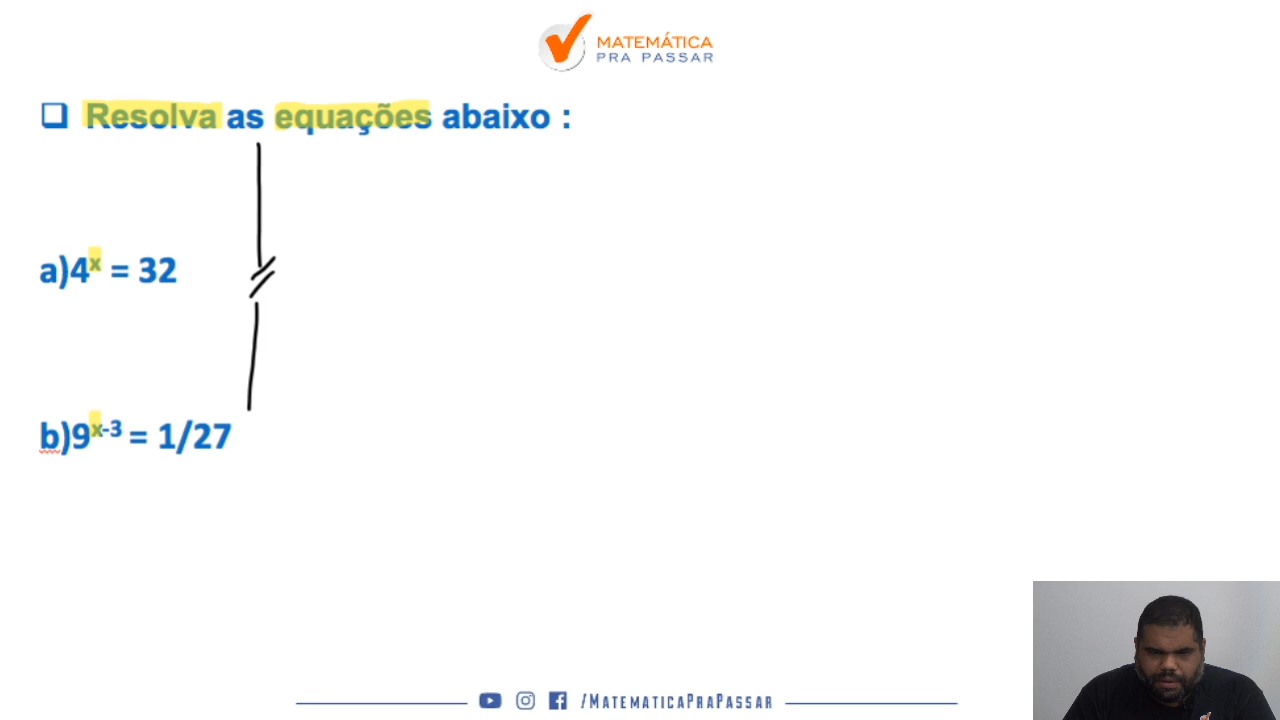 MATEMÁTICA
PRA PASSAR
Resolva as equações abaixo :
a)4ˣ = 32
b)9ˣ⁻³ = 1/27
/MATEMATICAPRAPASSAR